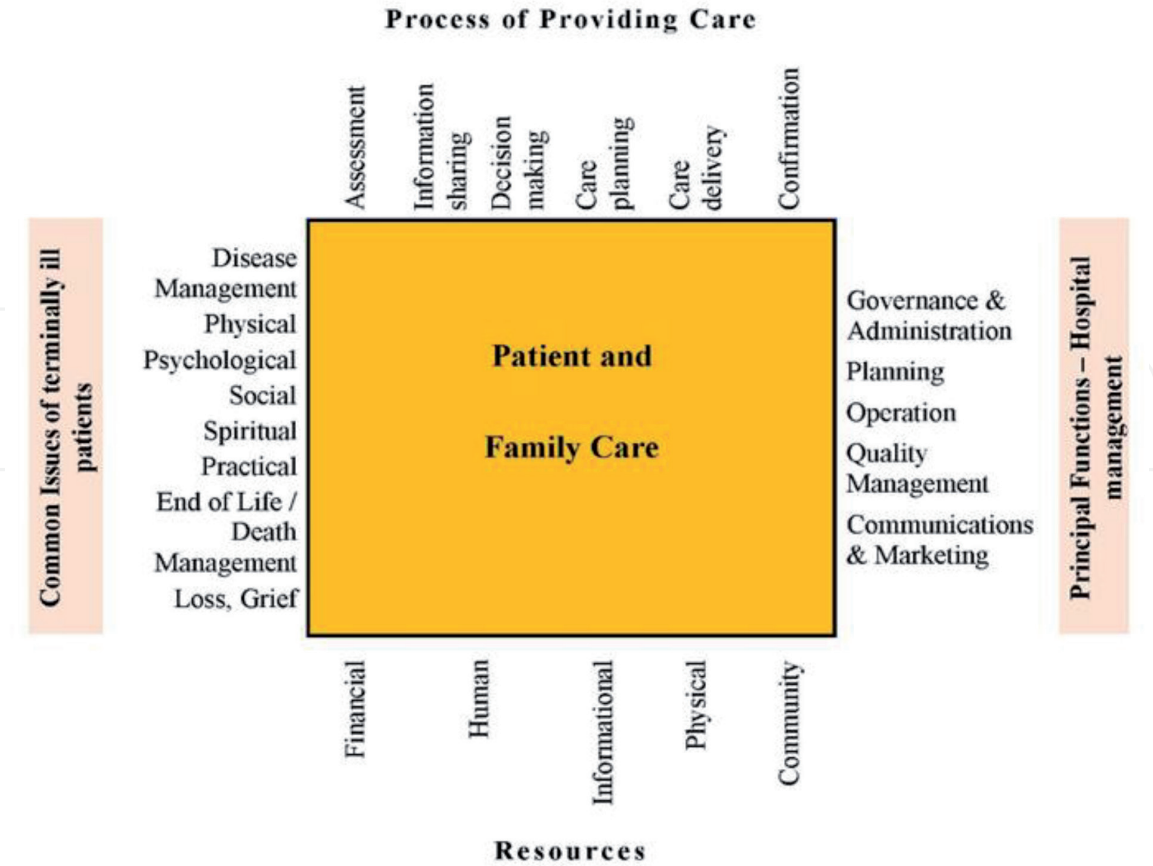 Process of Providing Care
Assessment
Information
sharing
Decision
making
Care
planning
Care
delivery
Confirmation
Common Issues of terminally ill
patients
Disease
Management
Physical
Psychological
Social
Spiritual
Practical
End of Life /
Death
Management
Loss, Grief
Patient and
Family Care
Governance &
Administration
Planning
Operation
Quality
Management
Communications
& Marketing
Principal Functions – Hospital
management
Financial
Human
Informational
Physical
Community
Resources